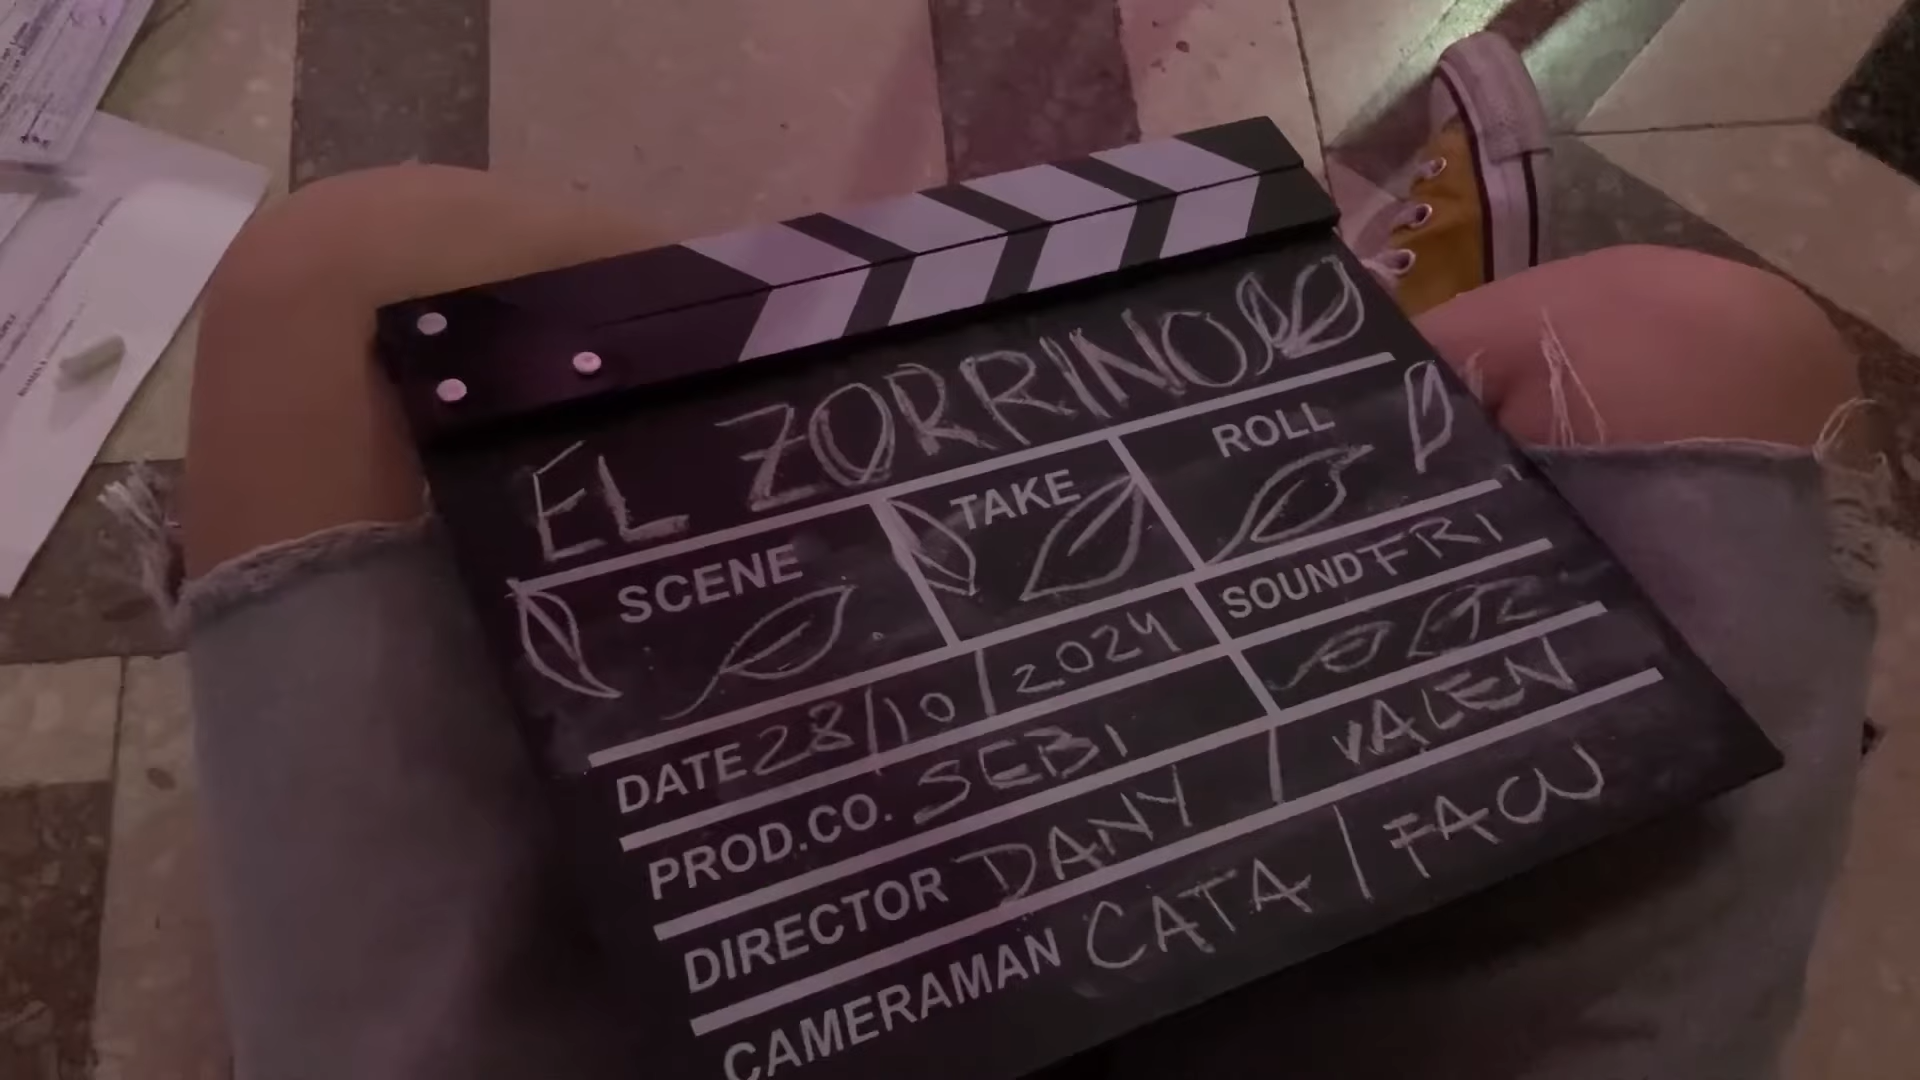 EL ZORRINO
SCENE TAKE ROLL
DATE 28/10/2024 SOUND FRI
PROD.CO. SEBI
DIRECTOR DANY / VALEN
CAMERAMAN CATA / FACU